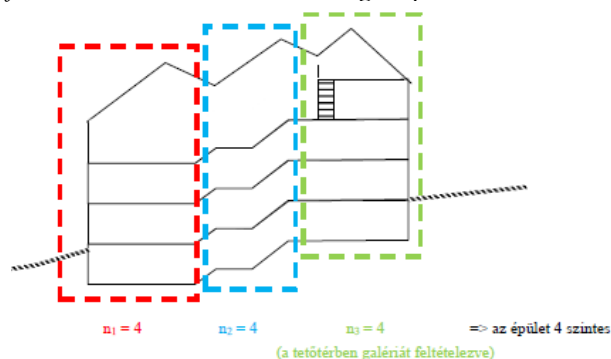 n₁ = 4 n₂ = 4 n₃ = 4 => az épület 4 szintes
(a tetőtérben galériát feltételezve)